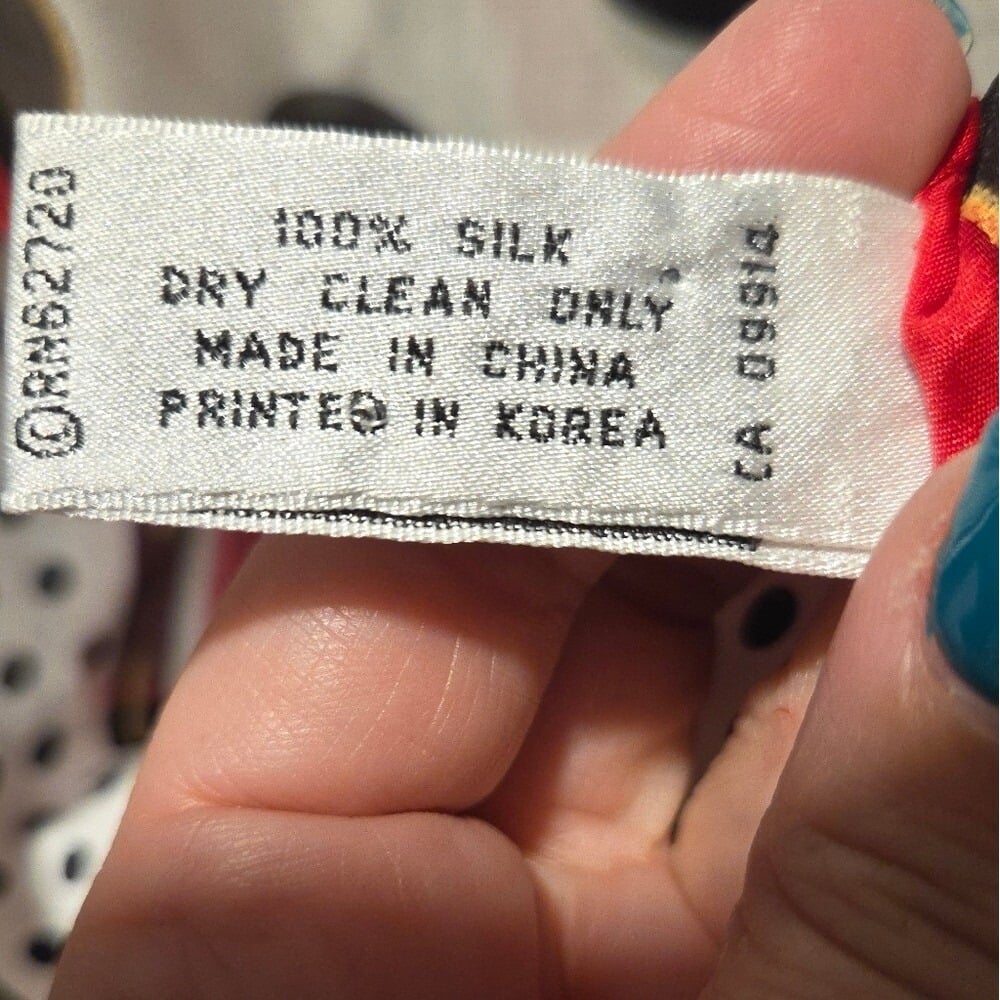 ©RN62720
100% SILK
DRY CLEAN ONLY
MADE IN CHINA
PRINTED IN KOREA
CA 09914